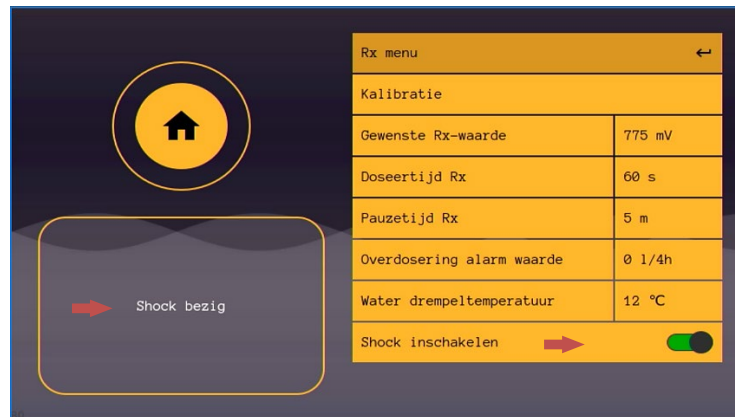 Rx menu
Kalibratie
Gewenste Rx-waarde 775 mV
Doseertijd Rx 60 s
Pauzetijd Rx 5 m
Overdosering alarm waarde 0 l/4h
Water drempeltemperatuur 12 °C
Shock inschakelen
Shock bezig